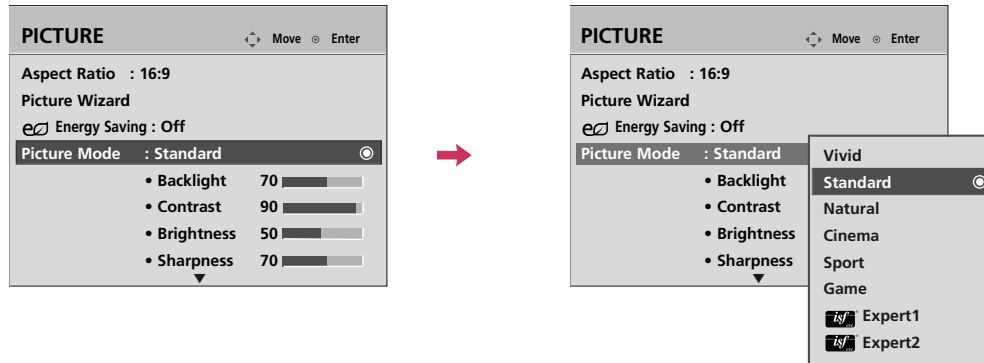 PICTURE Move Enter
Aspect Ratio : 16:9
Picture Wizard
Energy Saving : Off
Picture Mode : Standard
• Backlight 70
• Contrast 90
• Brightness 50
• Sharpness 70
PICTURE Move Enter
Aspect Ratio : 16:9
Picture Wizard
Energy Saving : Off
Picture Mode : Standard
• Backlight
• Contrast
• Brightness
• Sharpness
Vivid
Standard
Natural
Cinema
Sport
Game
isf Expert1
isf Expert2